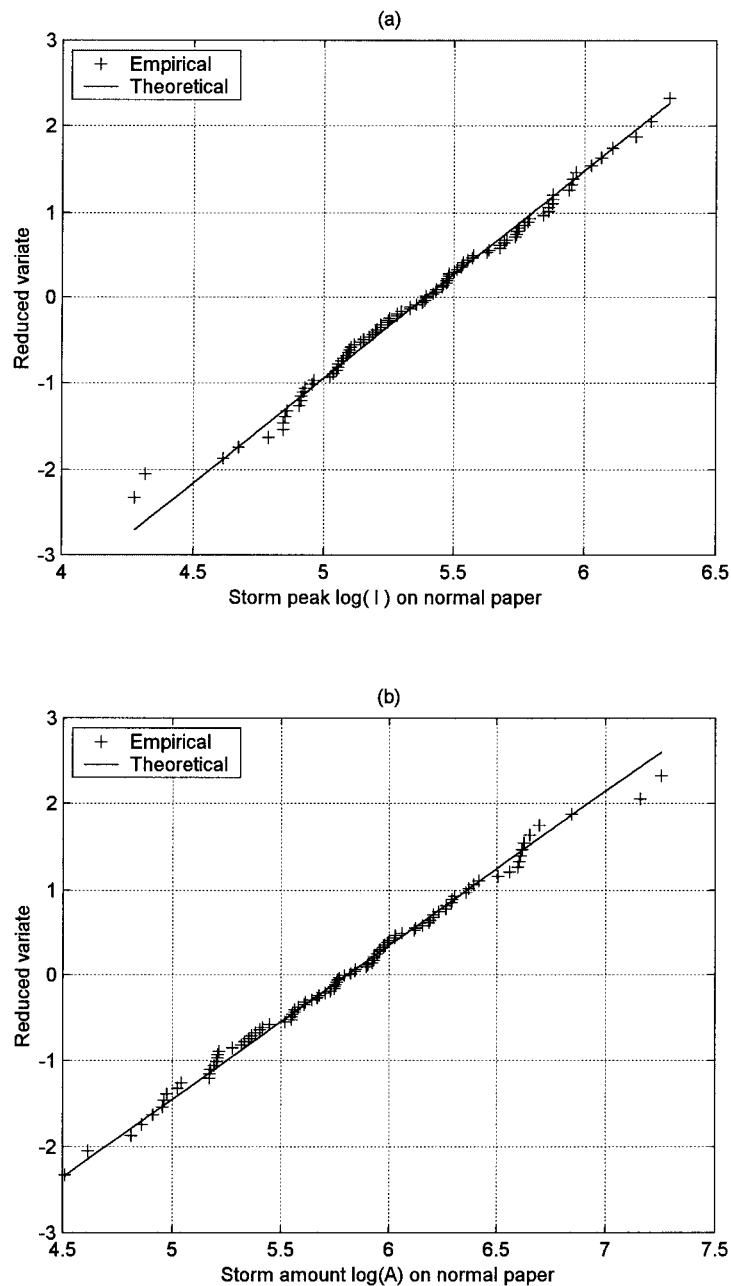 (a)
3
2
1
0
-1
-2
-3
Reduced variate
+ Empirical
Theoretical
4
4.5
5
5.5
6
6.5
Storm peak log( I ) on normal paper
(b)
3
2
1
0
-1
-2
-3
Reduced variate
+ Empirical
Theoretical
4.5
5
5.5
6
6.5
7
7.5
Storm amount log(A) on normal paper